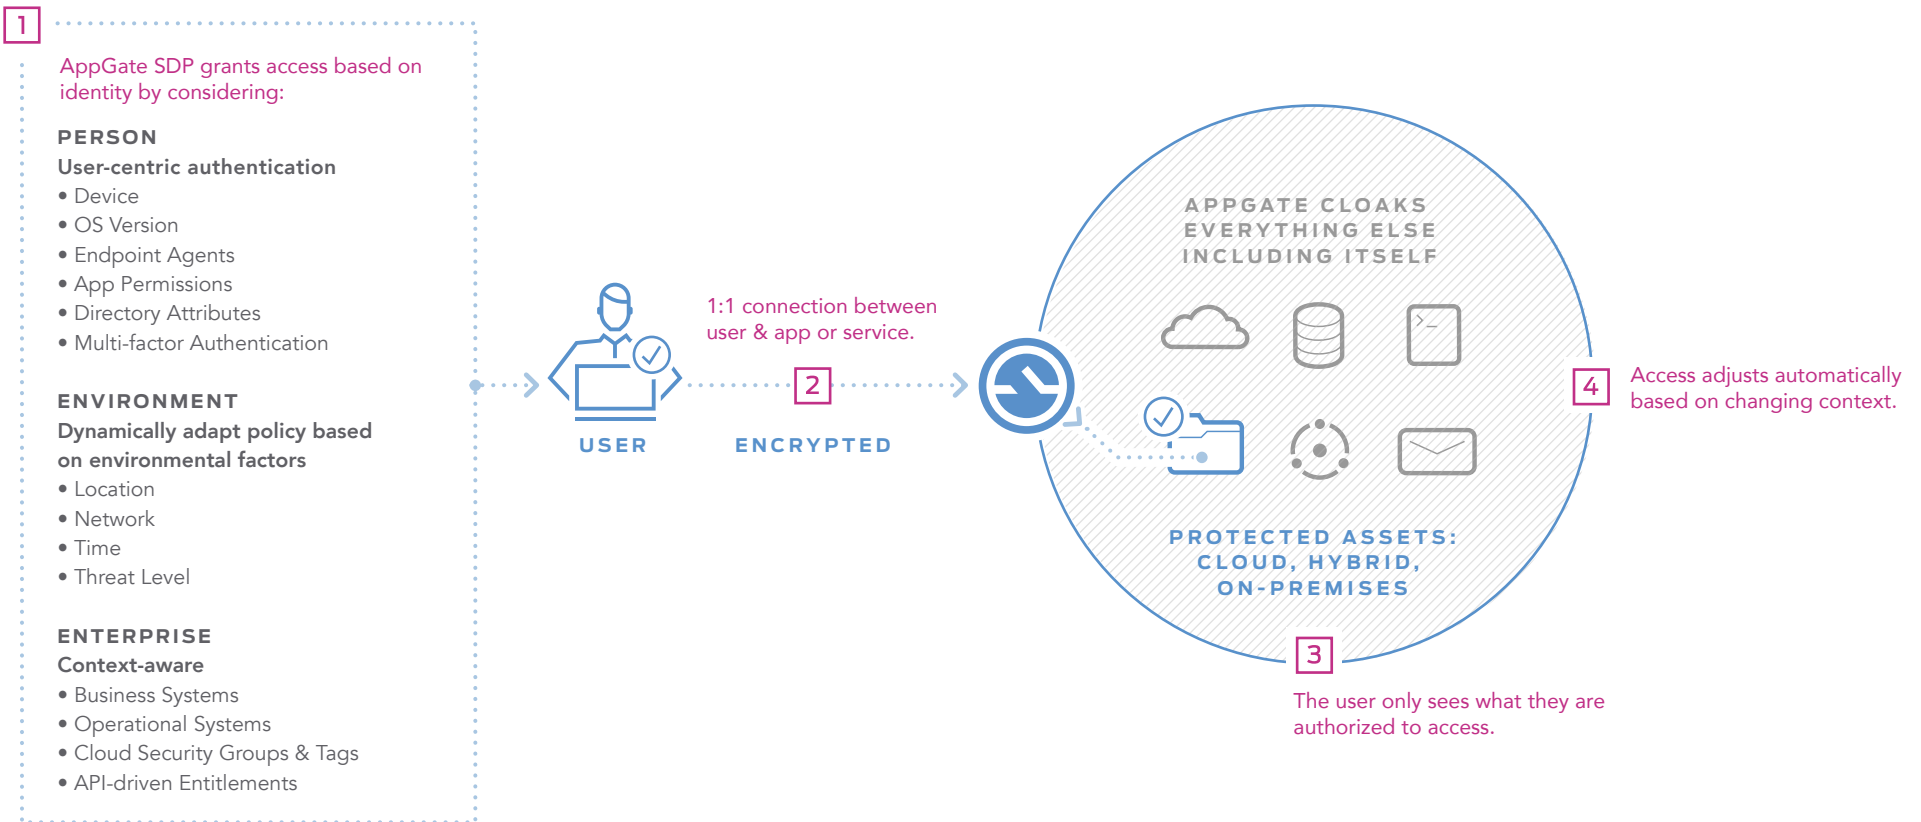 1
AppGate SDP grants access based on
identity by considering:
PERSON
User-centric authentication
• Device
• OS Version
• Endpoint Agents
• App Permissions
• Directory Attributes
• Multi-factor Authentication
ENVIRONMENT
Dynamically adapt policy based
on environmental factors
• Location
• Network
• Time
• Threat Level
ENTERPRISE
Context-aware
• Business Systems
• Operational Systems
• Cloud Security Groups & Tags
• API-driven Entitlements
USER
1:1 connection between
user & app or service.
2
ENCRYPTED
APPGATE CLOAKS
EVERYTHING ELSE
INCLUDING ITSELF
>_
PROTECTED ASSETS:
CLOUD, HYBRID,
ON-PREMISES
3
The user only sees what they are
authorized to access.
4
Access adjusts automatically
based on changing context.